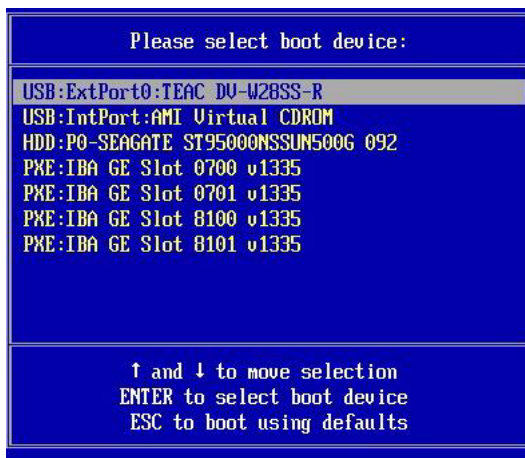 Please select boot device:
USB:ExtPort0:TEAC DV-W28SS-R
USB:IntPort:AMI Virtual CDROM
HDD:P0-SEAGATE ST95000NSSUN500G 092
PXE:IBA GE Slot 0700 v1335
PXE:IBA GE Slot 0701 v1335
PXE:IBA GE Slot 8100 v1335
PXE:IBA GE Slot 8101 v1335
↑ and ↓ to move selection
ENTER to select boot device
ESC to boot using defaults